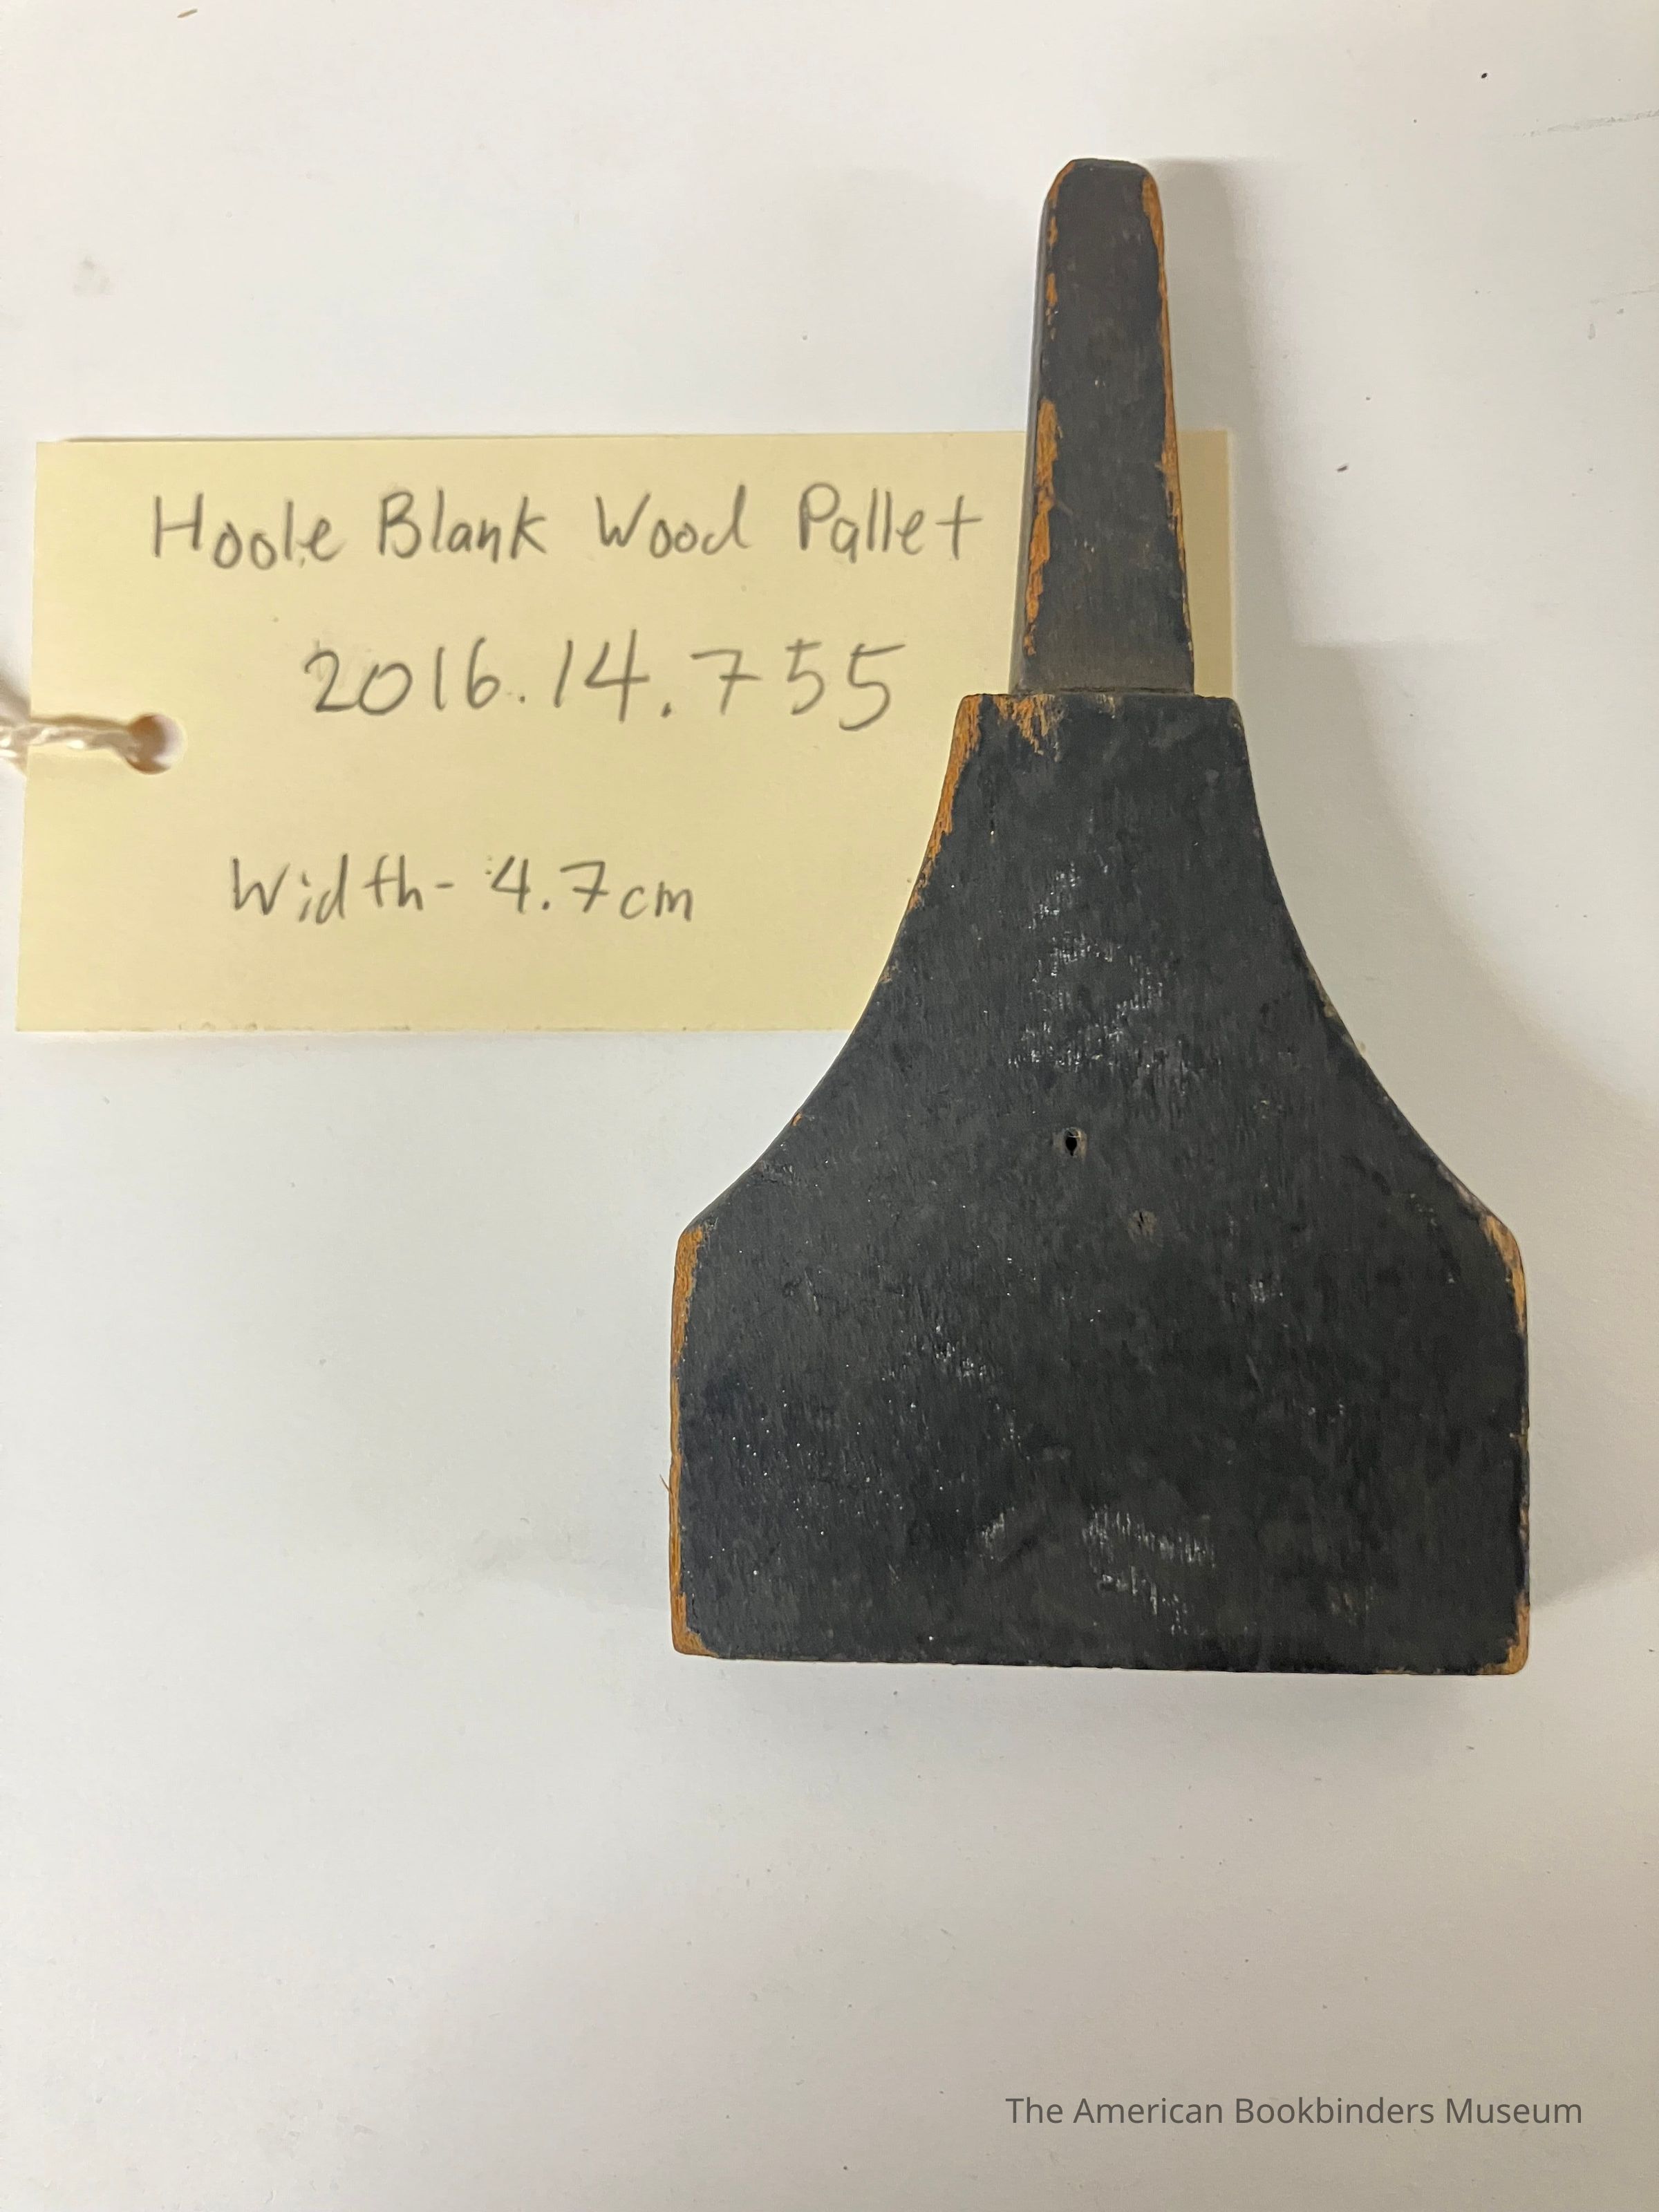 Hoole Blank Wood Pallet
2016.14.755
Width- 4.7cm
The American Bookbinders Museum